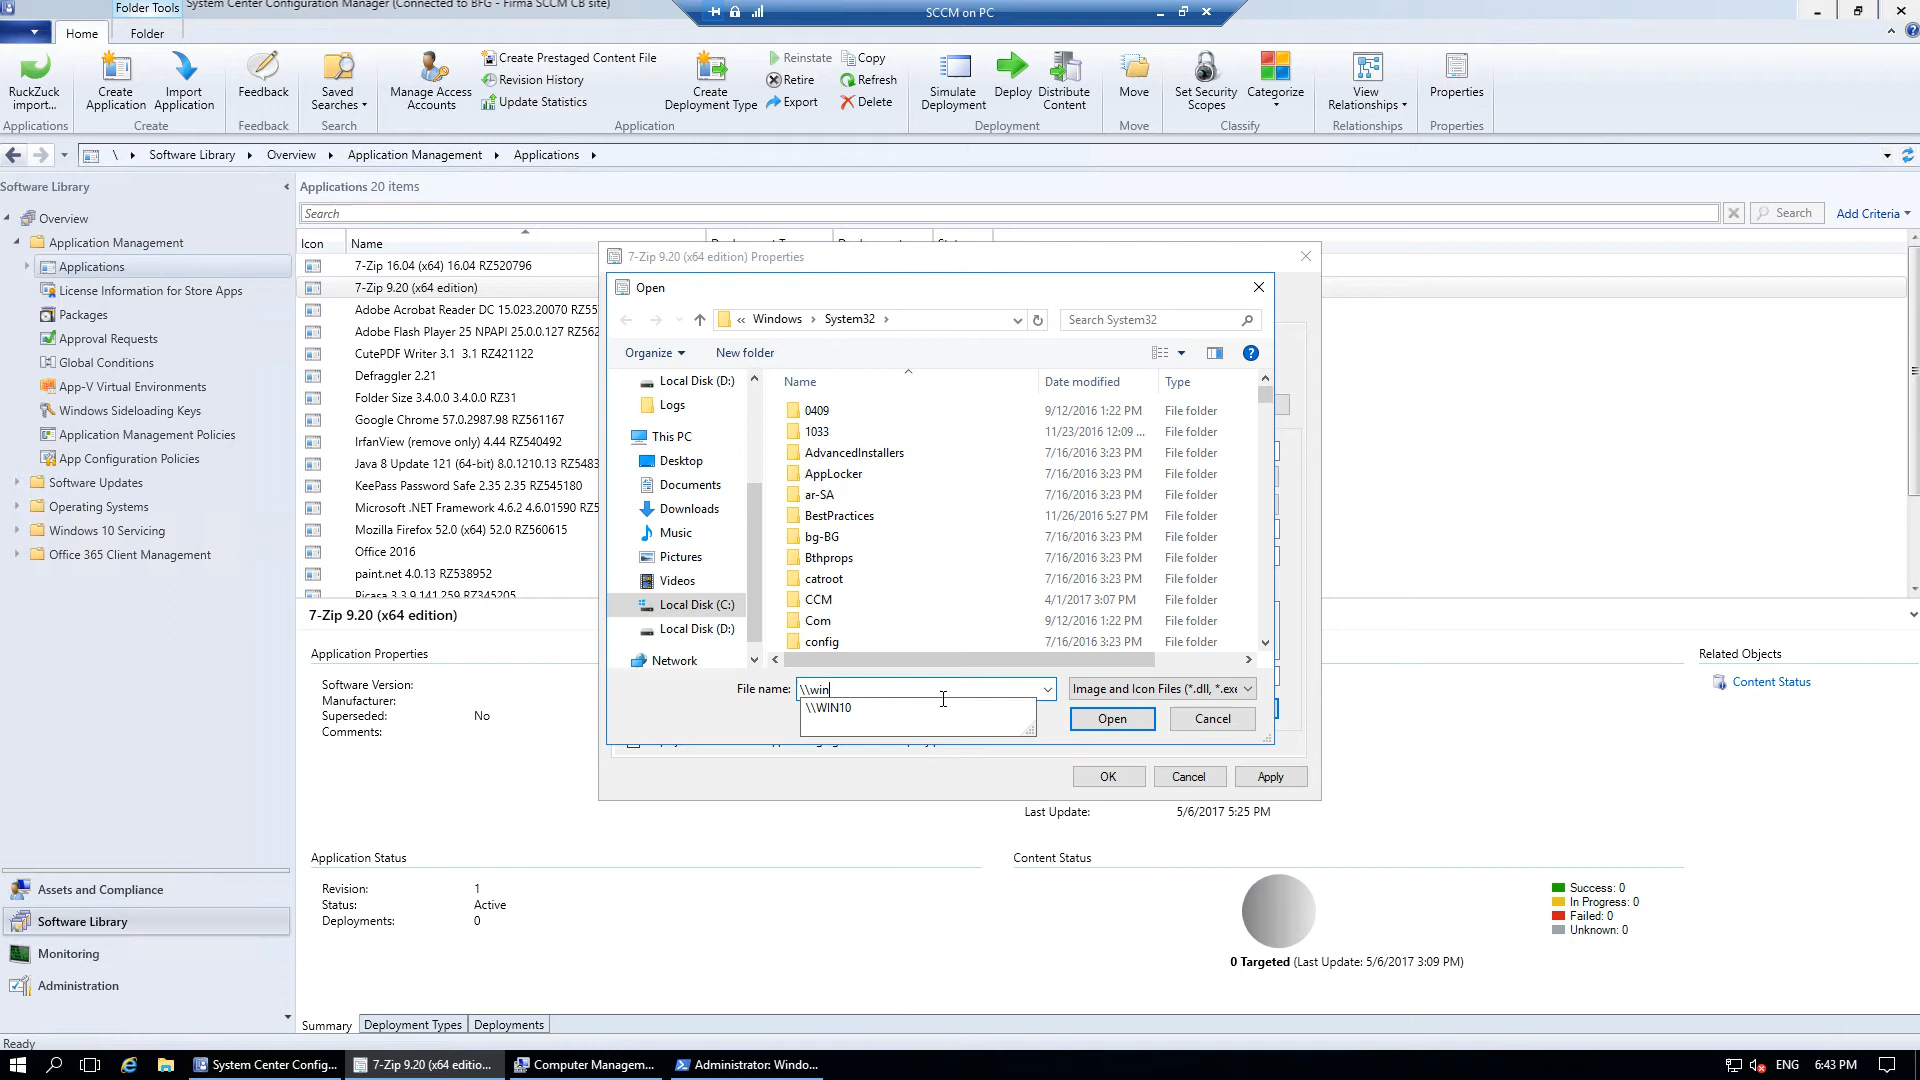 Folder Tools
System Center Configuration Manager (Connected to BFG - Firma SCCM CB site)
SCCM on PC
Home
Folder
RuckZuck import...
Create Application
Import Application
Feedback
Saved Searches
Manage Access Accounts
Create Prestaged Content File
Revision History
Update Statistics
Create Deployment Type
Reinstate
Retire
Export
Copy
Refresh
Delete
Simulate Deployment
Deploy
Distribute Content
Move
Set Security Scopes
Categorize
View Relationships
Properties
Applications
Create
Feedback
Search
Application
Deployment
Move
Classify
Relationships
Properties
\ Software Library Overview Application Management Applications
Software Library
Overview
Application Management
Applications
License Information for Store Apps
Packages
Approval Requests
Global Conditions
App-V Virtual Environments
Windows Sideloading Keys
Application Management Policies
App Configuration Policies
Software Updates
Operating Systems
Windows 10 Servicing
Office 365 Client Management
Assets and Compliance
Software Library
Monitoring
Administration
Applications 20 items
Search
Search
Add Criteria
Icon Name
7-Zip 16.04 (x64) 16.04 RZ520796
7-Zip 9.20 (x64 edition)
Adobe Acrobat Reader DC 15.023.20070 RZ55
Adobe Flash Player 25 NPAPI 25.0.0.127 RZ562
CutePDF Writer 3.1 3.1 RZ421122
Defraggler 2.21
Folder Size 3.4.0.0 3.4.0.0 RZ31
Google Chrome 57.0.2987.98 RZ561167
IrfanView (remove only) 4.44 RZ540492
Java 8 Update 121 (64-bit) 8.0.1210.13 RZ5483
KeePass Password Safe 2.35 2.35 RZ545180
Microsoft .NET Framework 4.6.2 4.6.01590 RZ5
Mozilla Firefox 52.0 (x64) 52.0 RZ560615
Office 2016
paint.net 4.0.13 RZ538952
Picasa 3 3.9.141.259 RZ345205
7-Zip 9.20 (x64 edition) Properties
Open
« Windows System32
Search System32
Organize New folder
Local Disk (D:)
Logs
This PC
Desktop
Documents
Downloads
Music
Pictures
Videos
Local Disk (C:)
Local Disk (D:)
Network
Name Date modified Type
0409 9/12/2016 1:22 PM File folder
1033 11/23/2016 12:09 ... File folder
AdvancedInstallers 7/16/2016 3:23 PM File folder
AppLocker 7/16/2016 3:23 PM File folder
ar-SA 7/16/2016 3:23 PM File folder
BestPractices 11/26/2016 5:27 PM File folder
bg-BG 7/16/2016 3:23 PM File folder
Bthprops 7/16/2016 3:23 PM File folder
catroot 7/16/2016 3:23 PM File folder
CCM 4/1/2017 3:07 PM File folder
Com 9/12/2016 1:22 PM File folder
config 7/16/2016 3:23 PM File folder
File name: \\win
Image and Icon Files (*.dll, *.exe
\\WIN10
Open Cancel
OK Cancel Apply
7-Zip 9.20 (x64 edition)
Application Properties
Software Version:
Manufacturer:
Superseded: No
Comments:
Last Update: 5/6/2017 5:25 PM
Related Objects
Content Status
Application Status
Revision: 1
Status: Active
Deployments: 0
Content Status
Success: 0
In Progress: 0
Failed: 0
Unknown: 0
0 Targeted (Last Update: 5/6/2017 3:09 PM)
Summary Deployment Types Deployments
Ready
System Center Config...
7-Zip 9.20 (x64 editio...
Computer Managem...
Administrator: Windo...
ENG 6:43 PM